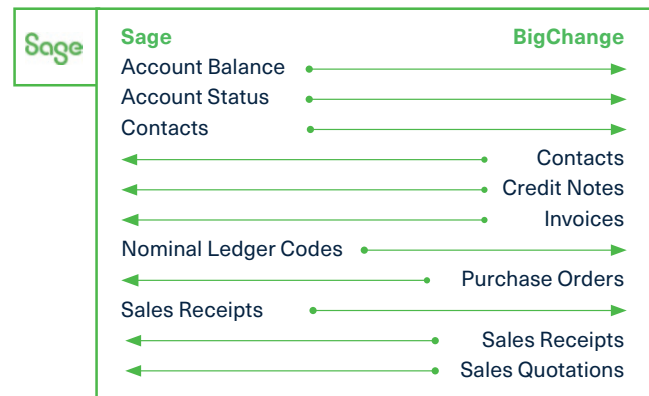 Sage
Sage BigChange
Account Balance
Account Status
Contacts
Contacts
Credit Notes
Invoices
Nominal Ledger Codes
Purchase Orders
Sales Receipts
Sales Receipts
Sales Quotations